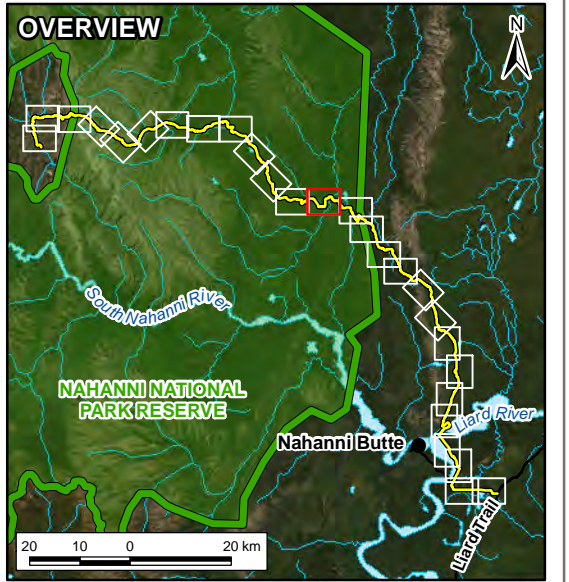 OVERVIEW
N
South Nahanni River
NAHANNI NATIONAL
PARK RESERVE
Liard River
Nahanni Butte
Liard Trail
20 10 0 20 km